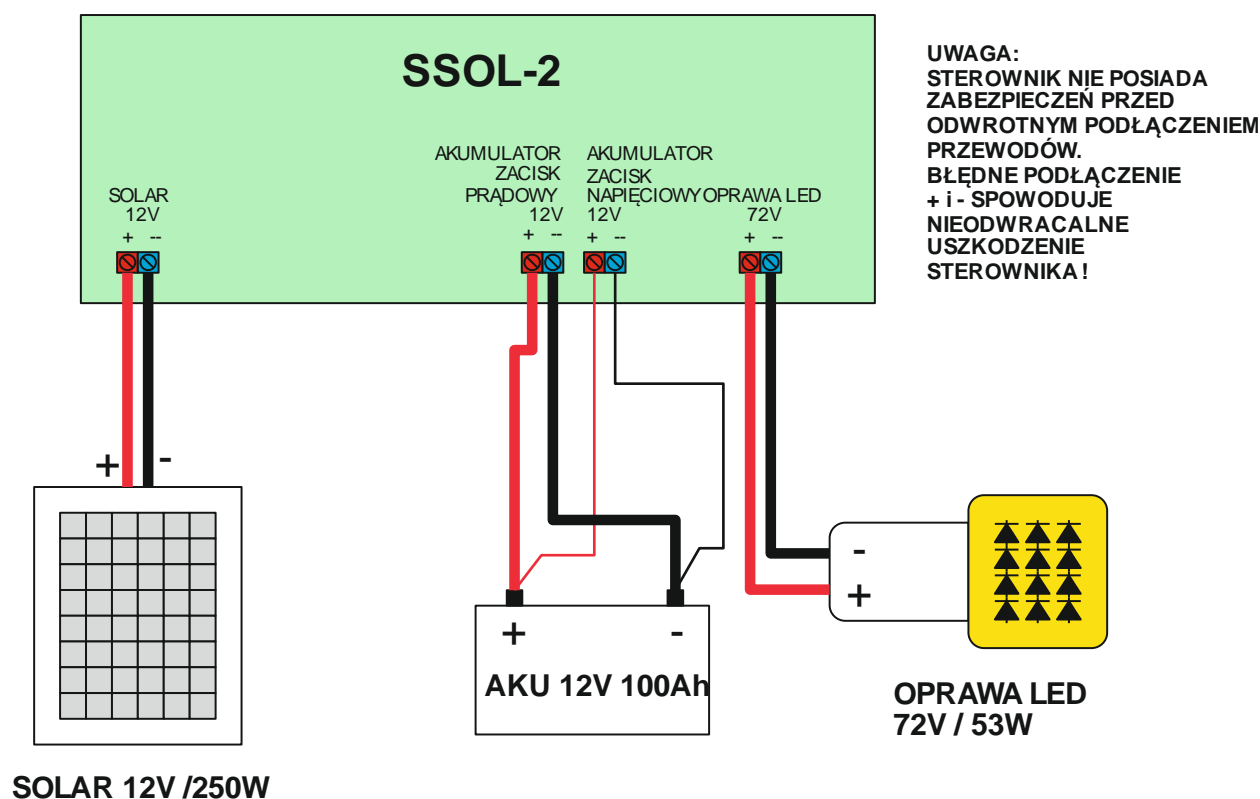 SSOL-2
UWAGA:
STEROWNIK NIE POSIADA
ZABEZPIECZEŃ PRZED
ODWROTNYM PODŁĄCZENIEM
PRZEWODÓW.
BŁĘDNE PODŁĄCZENIE
+ i - SPOWODUJE
NIEODWRACALNE
USZKODZENIE
STEROWNIKA !
SOLAR
12V
+ --
AKUMULATOR
ZACISK
PRĄDOWY
12V
+ --
AKUMULATOR
ZACISK
NAPIĘCIOWY
12V
+ --
OPRAWA LED
72V
+ --
+ -
+ -
AKU 12V 100Ah
-
+
OPRAWA LED
72V / 53W
SOLAR 12V /250W